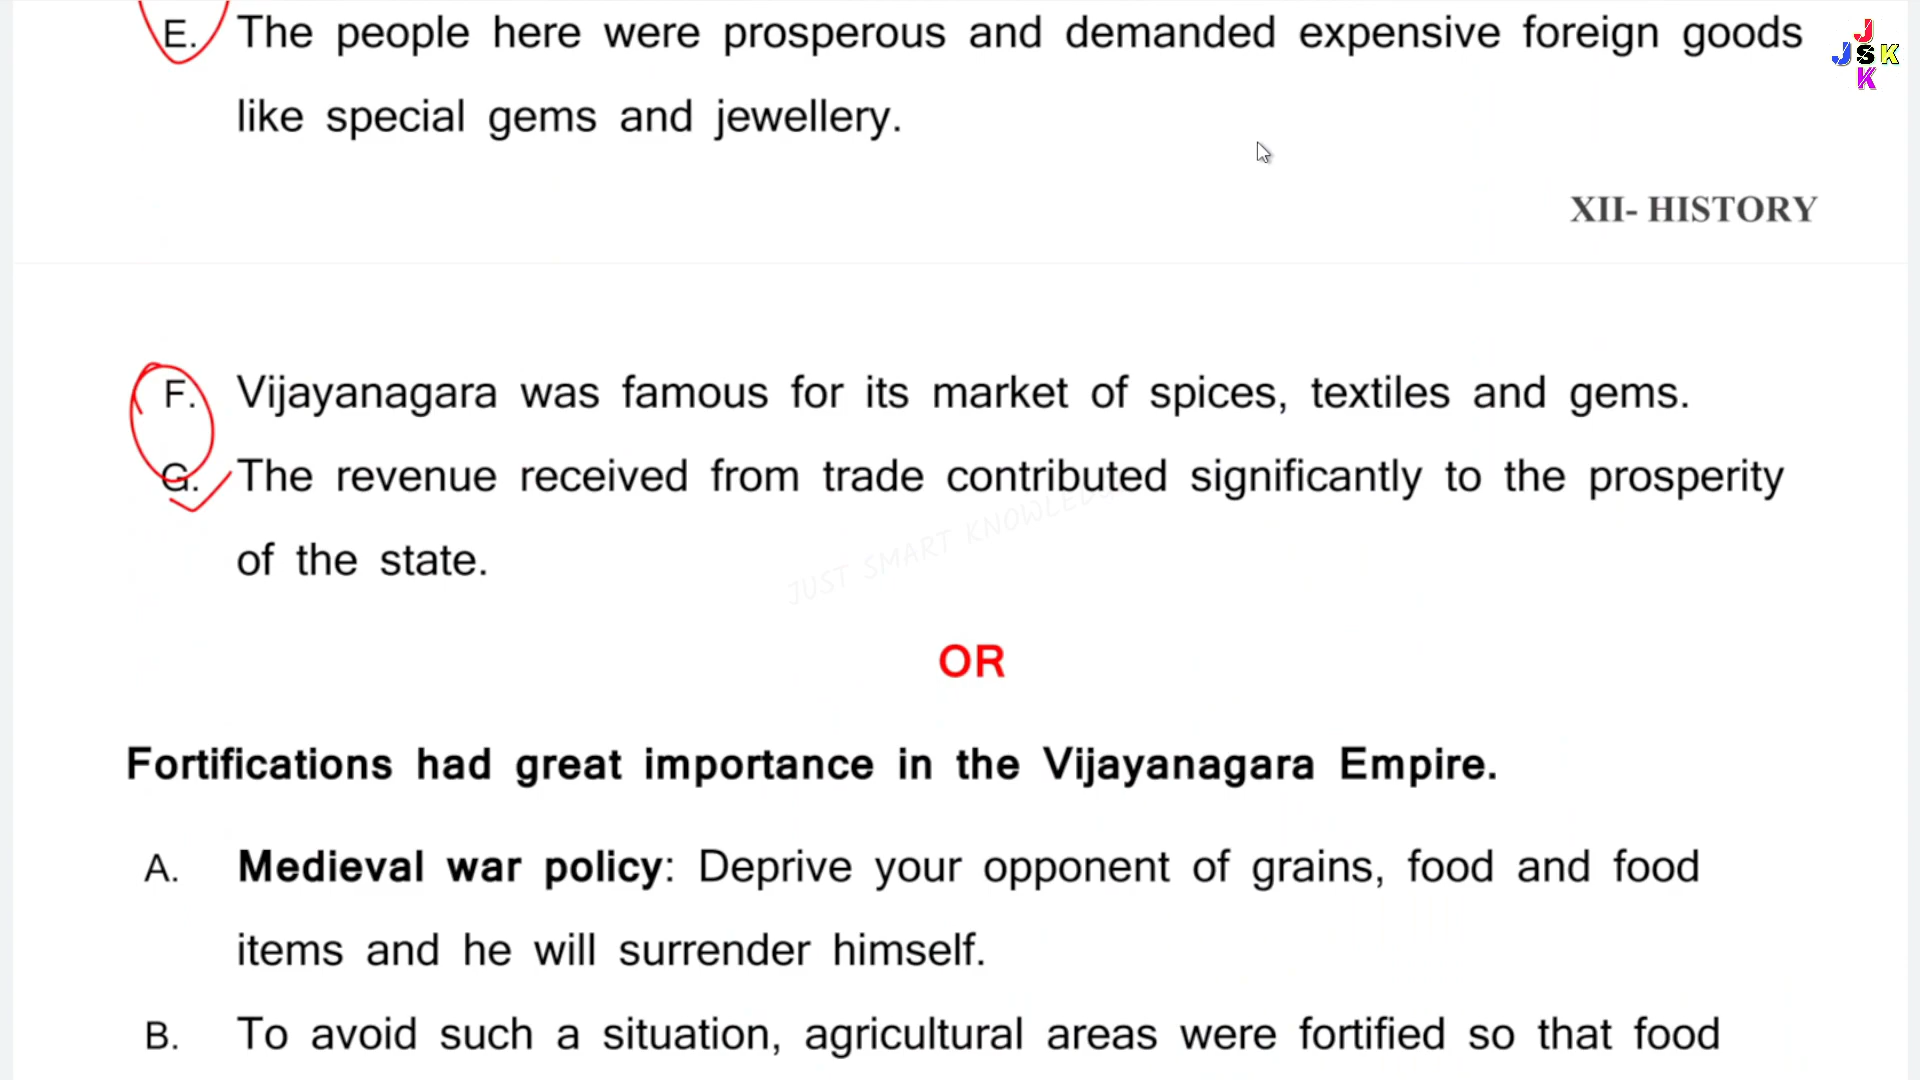 E. The people here were prosperous and demanded expensive foreign goods
like special gems and jewellery.
J
JSK
K
XII- HISTORY
F. Vijayanagara was famous for its market of spices, textiles and gems.
G. The revenue received from trade contributed significantly to the prosperity
of the state.
JUST SMART KNOWLEDG
OR
Fortifications had great importance in the Vijayanagara Empire.
A. Medieval war policy: Deprive your opponent of grains, food and food
items and he will surrender himself.
B. To avoid such a situation, agricultural areas were fortified so that food